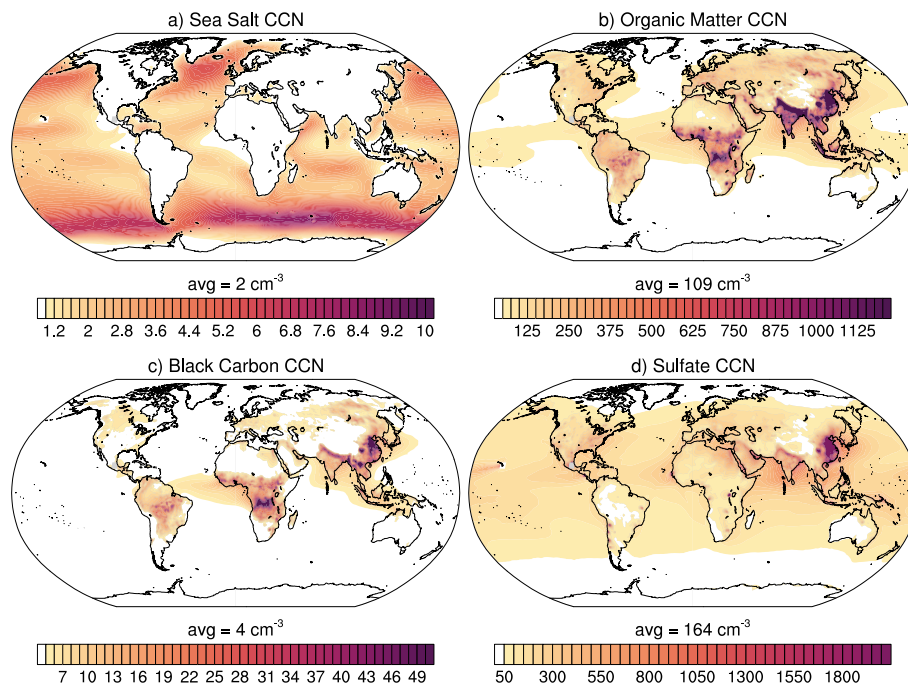 a) Sea Salt CCN
b) Organic Matter CCN
avg = 2 cm-3
avg = 109 cm-3
1.2 2 2.8 3.6 4.4 5.2 6 6.8 7.6 8.4 9.2 10
125 250 375 500 625 750 875 1000 1125
c) Black Carbon CCN
d) Sulfate CCN
avg = 4 cm-3
avg = 164 cm-3
7 10 13 16 19 22 25 28 31 34 37 40 43 46 49
50 300 550 800 1050 1300 1550 1800